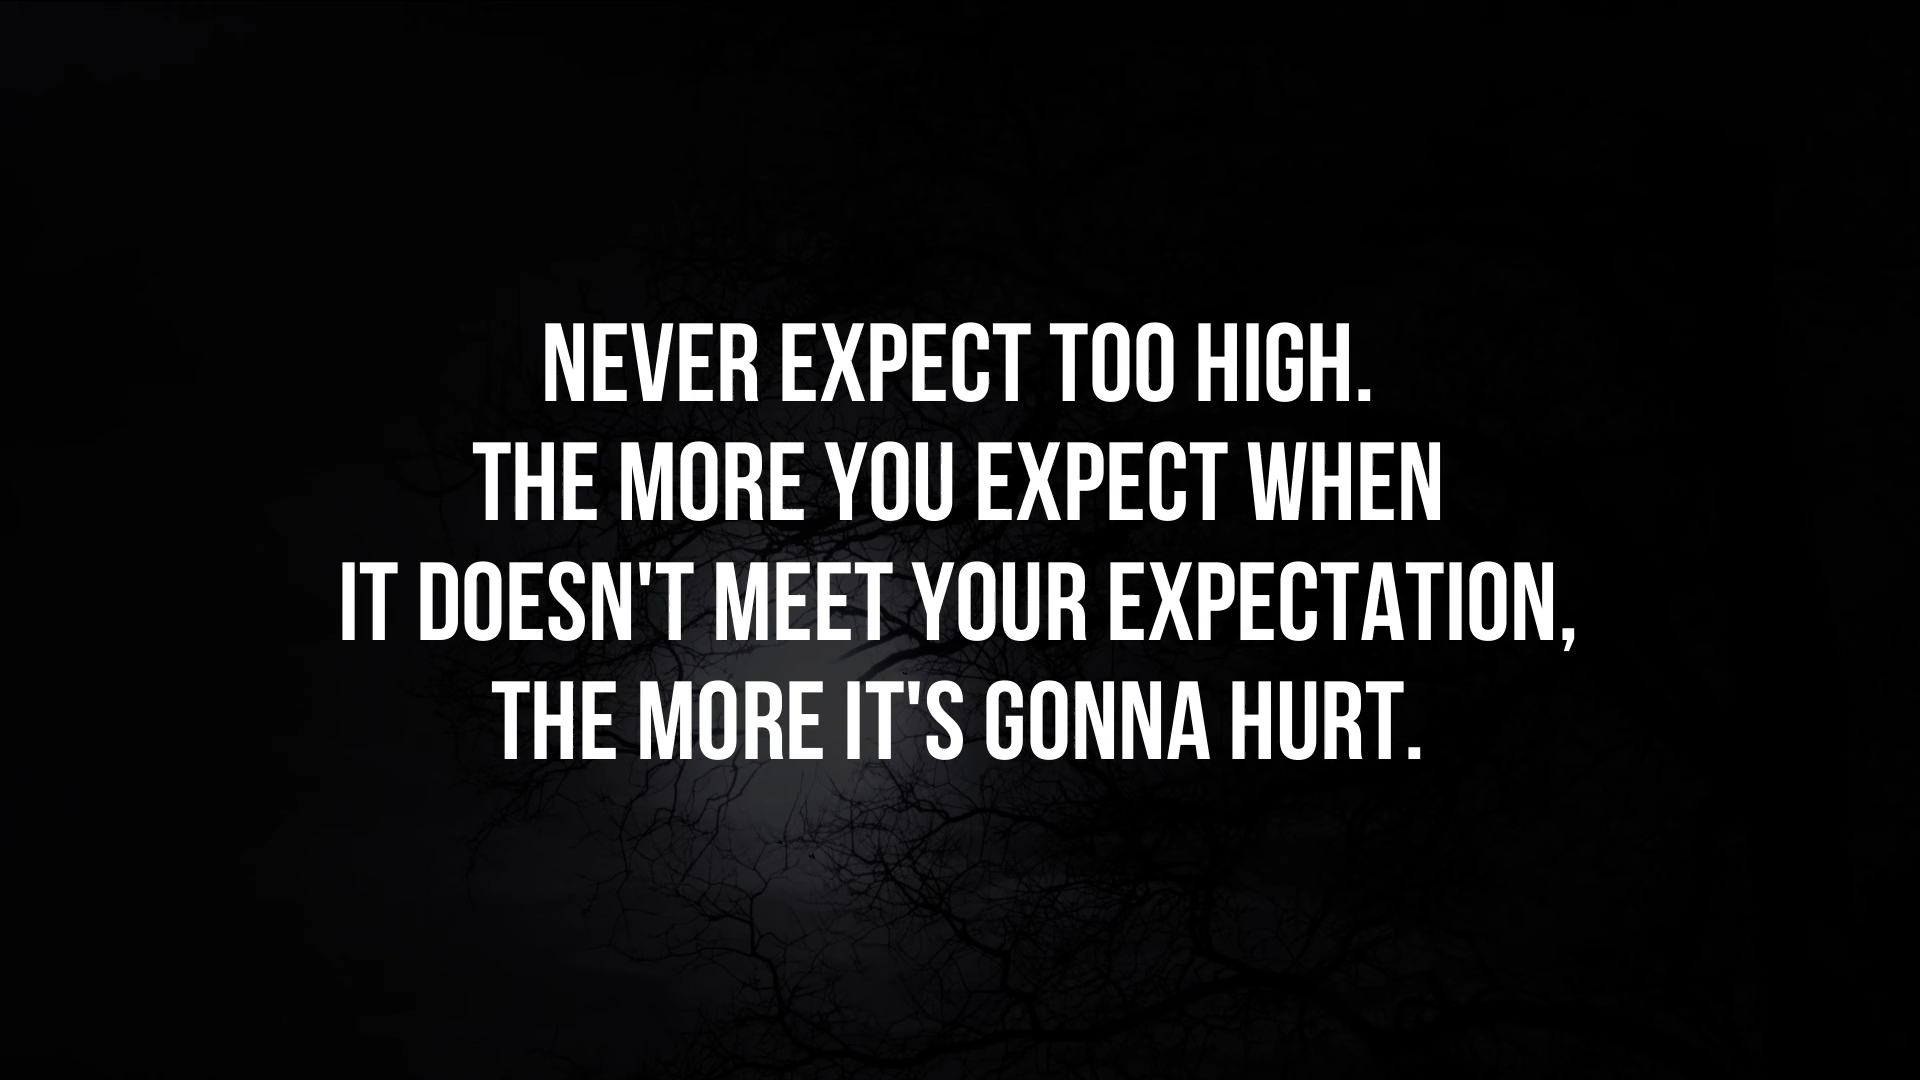 NEVER EXPECT TOO HIGH.
THE MORE YOU EXPECT WHEN
IT DOESN'T MEET YOUR EXPECTATION,
THE MORE IT'S GONNA HURT.